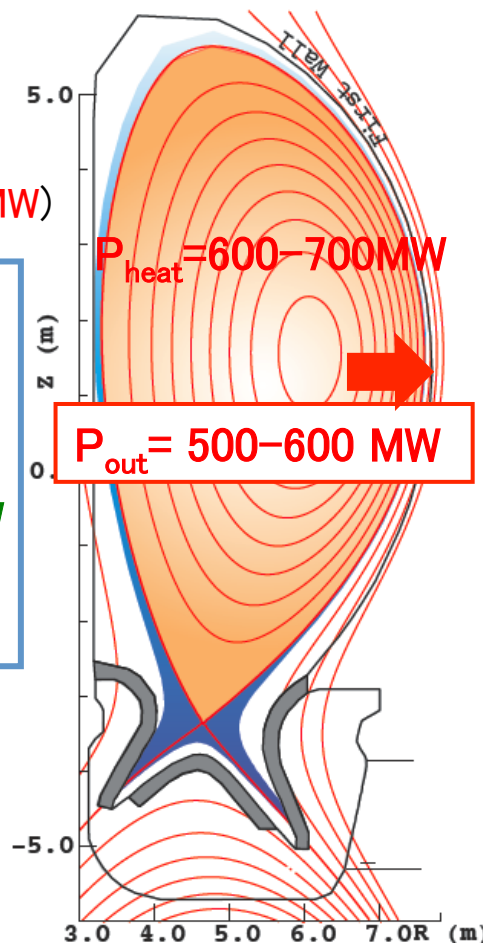 5.0
First Wall
MW)
P_heat=600-700MW
Z (m)
P_out= 500-600 MW
0.
-5.0
3.0 4.0 5.0 6.0 7.0R (m)